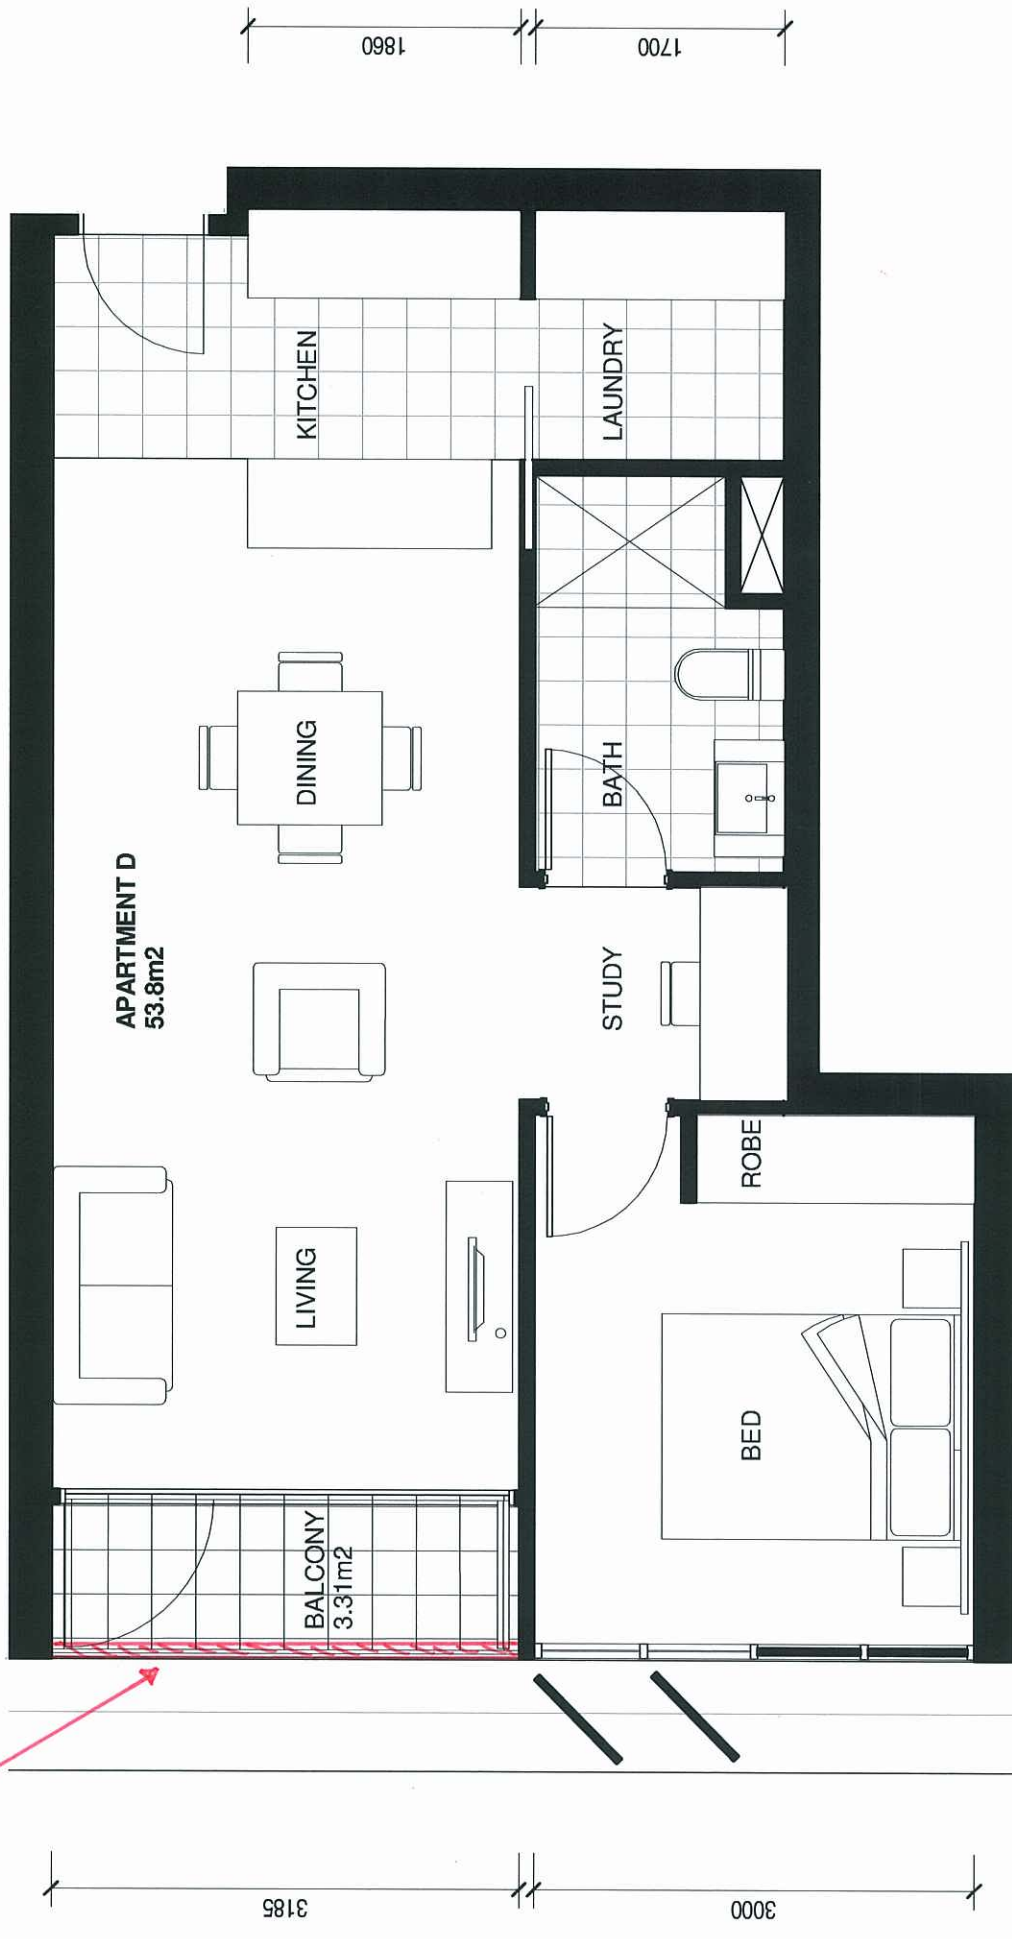 1860
1700
KITCHEN
LAUNDRY
DINING
BATH
APARTMENT D
53.8m2
STUDY
ROBE
LIVING
BED
BALCONY
3.31m2
3185
3000